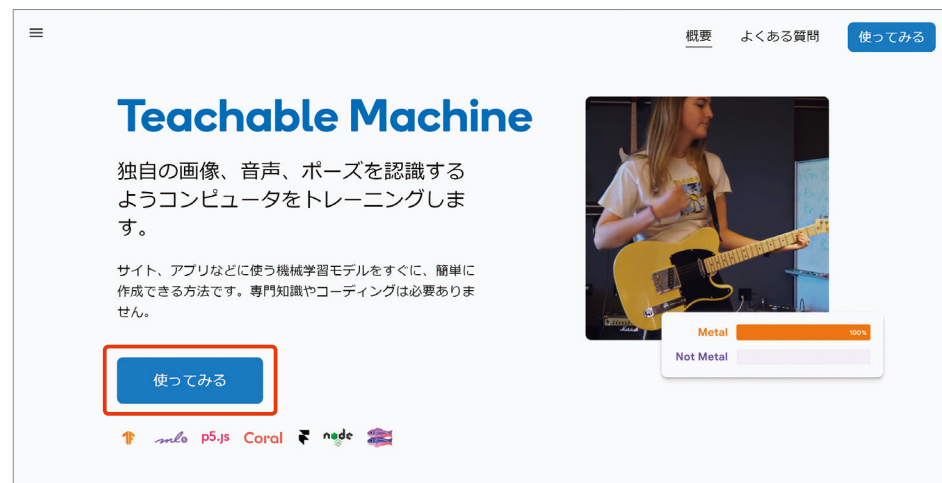 概要 よくある質問 使ってみる
Teachable Machine
独自の画像、音声、ポーズを認識する
ようコンピュータをトレーニングしま
す。
サイト、アプリなどに使う機械学習モデルをすぐに、簡単に
作成できる方法です。専門知識やコーディングは必要ありま
せん。
Metal 100%
Not Metal
使ってみる
p5.js Coral node